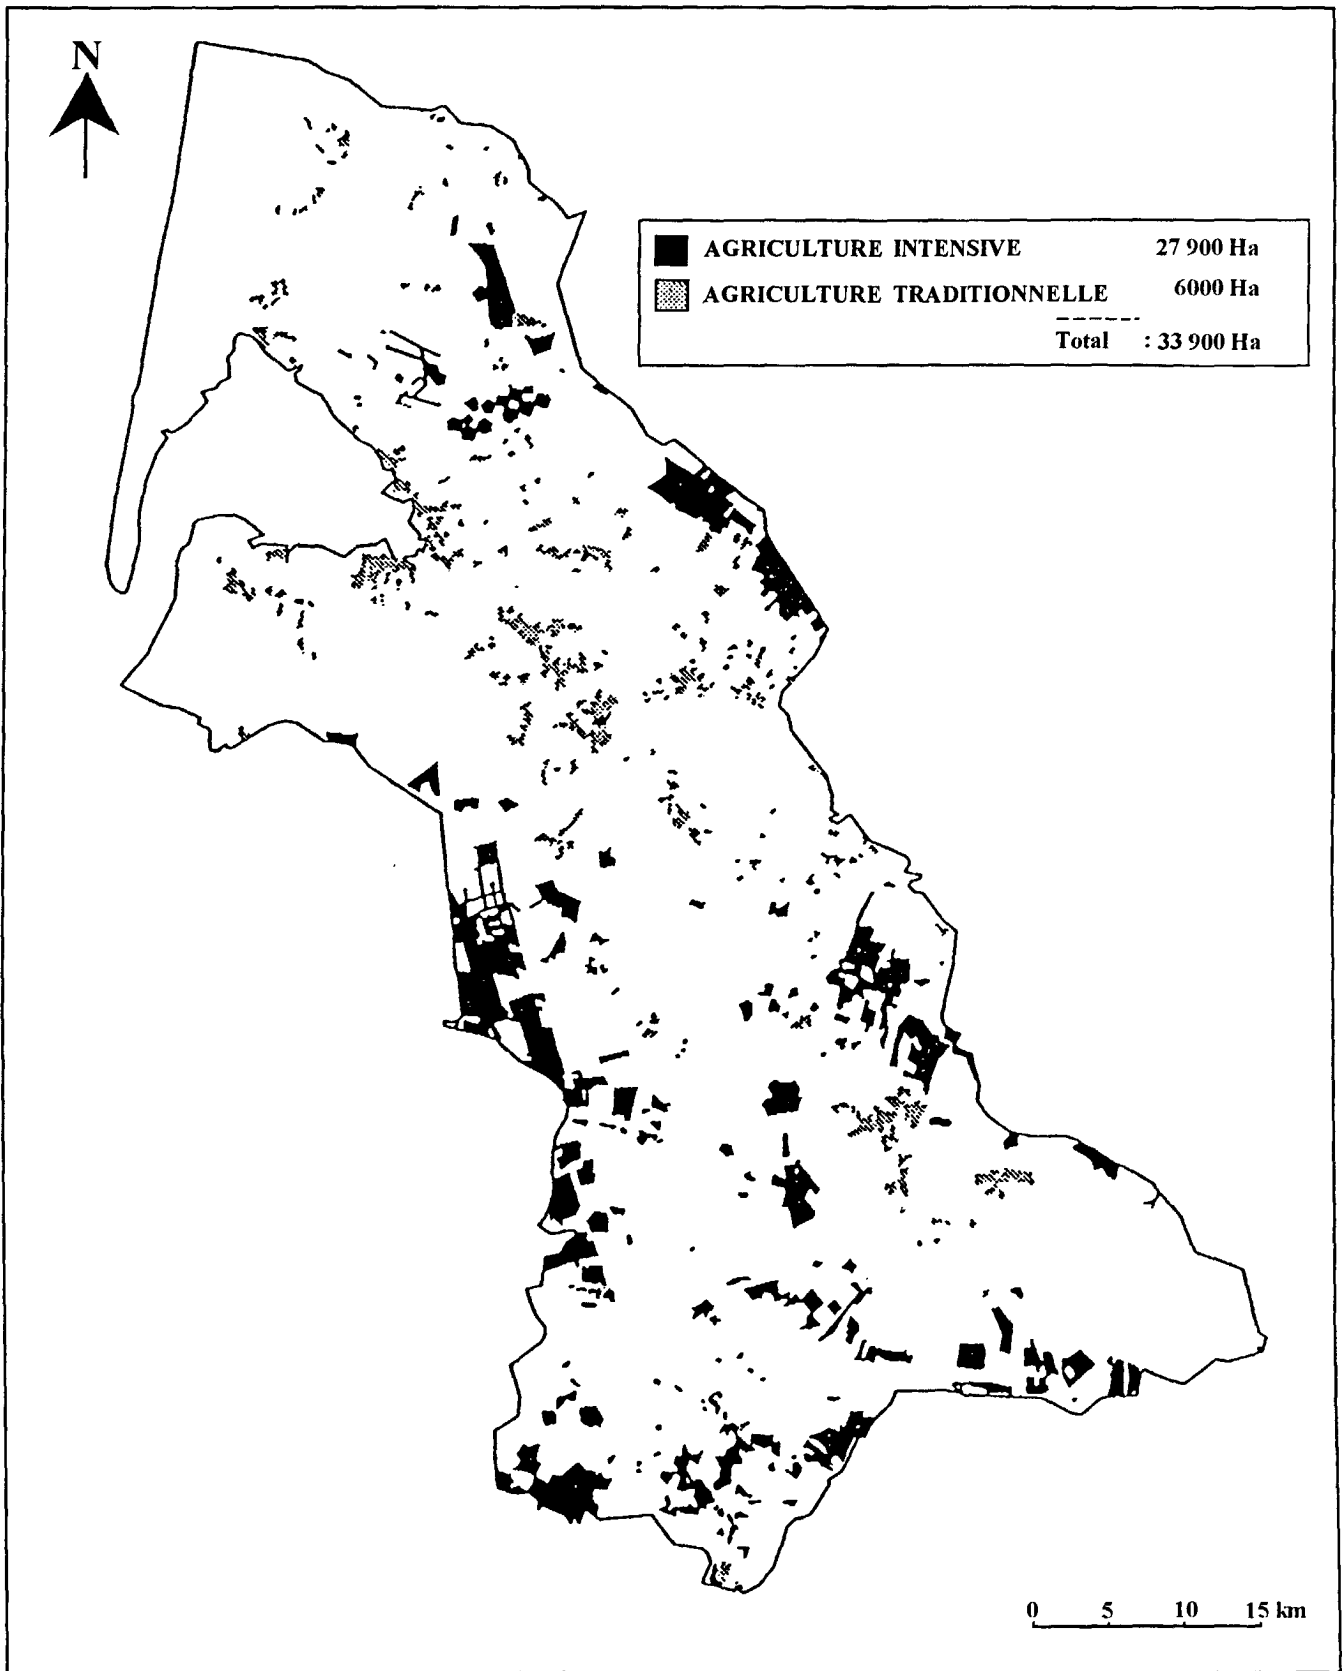 N
AGRICULTURE INTENSIVE 27 900 Ha
AGRICULTURE TRADITIONNELLE 6000 Ha
Total : 33 900 Ha
0 5 10 15 km